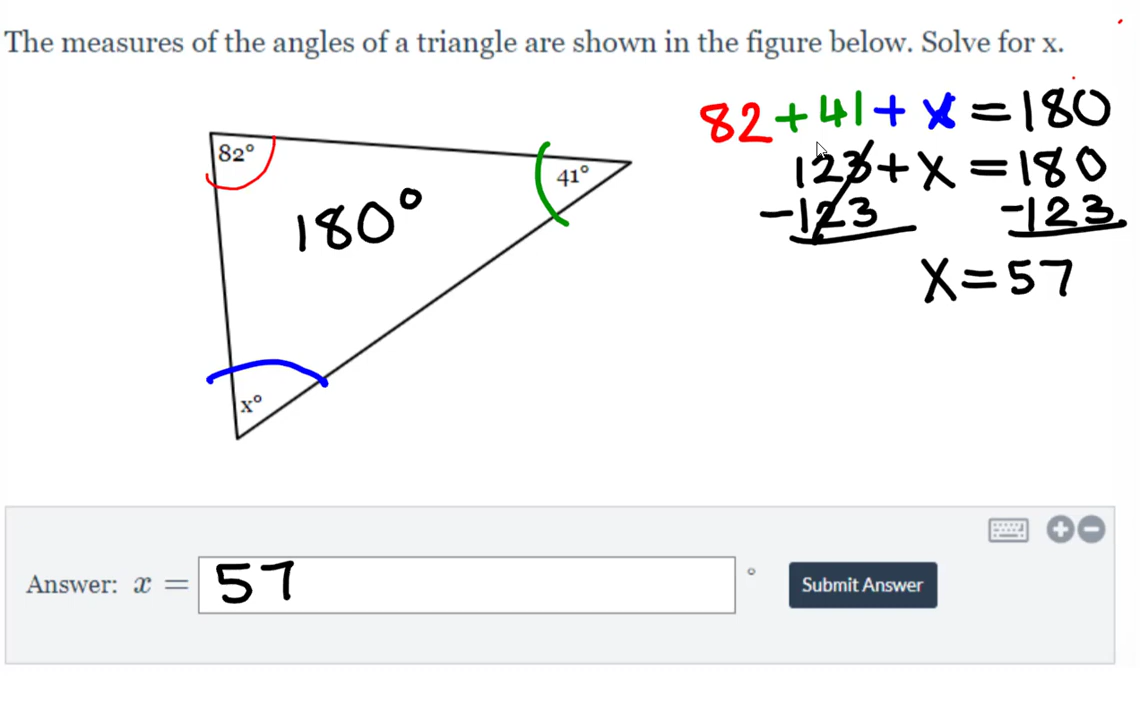 The measures of the angles of a triangle are shown in the figure below. Solve for x.
82 + 41 + x = 180
82°
41°
123 + x = 180
180°
-123 -123
x = 57
x°
Answer: x = 57 °
Submit Answer